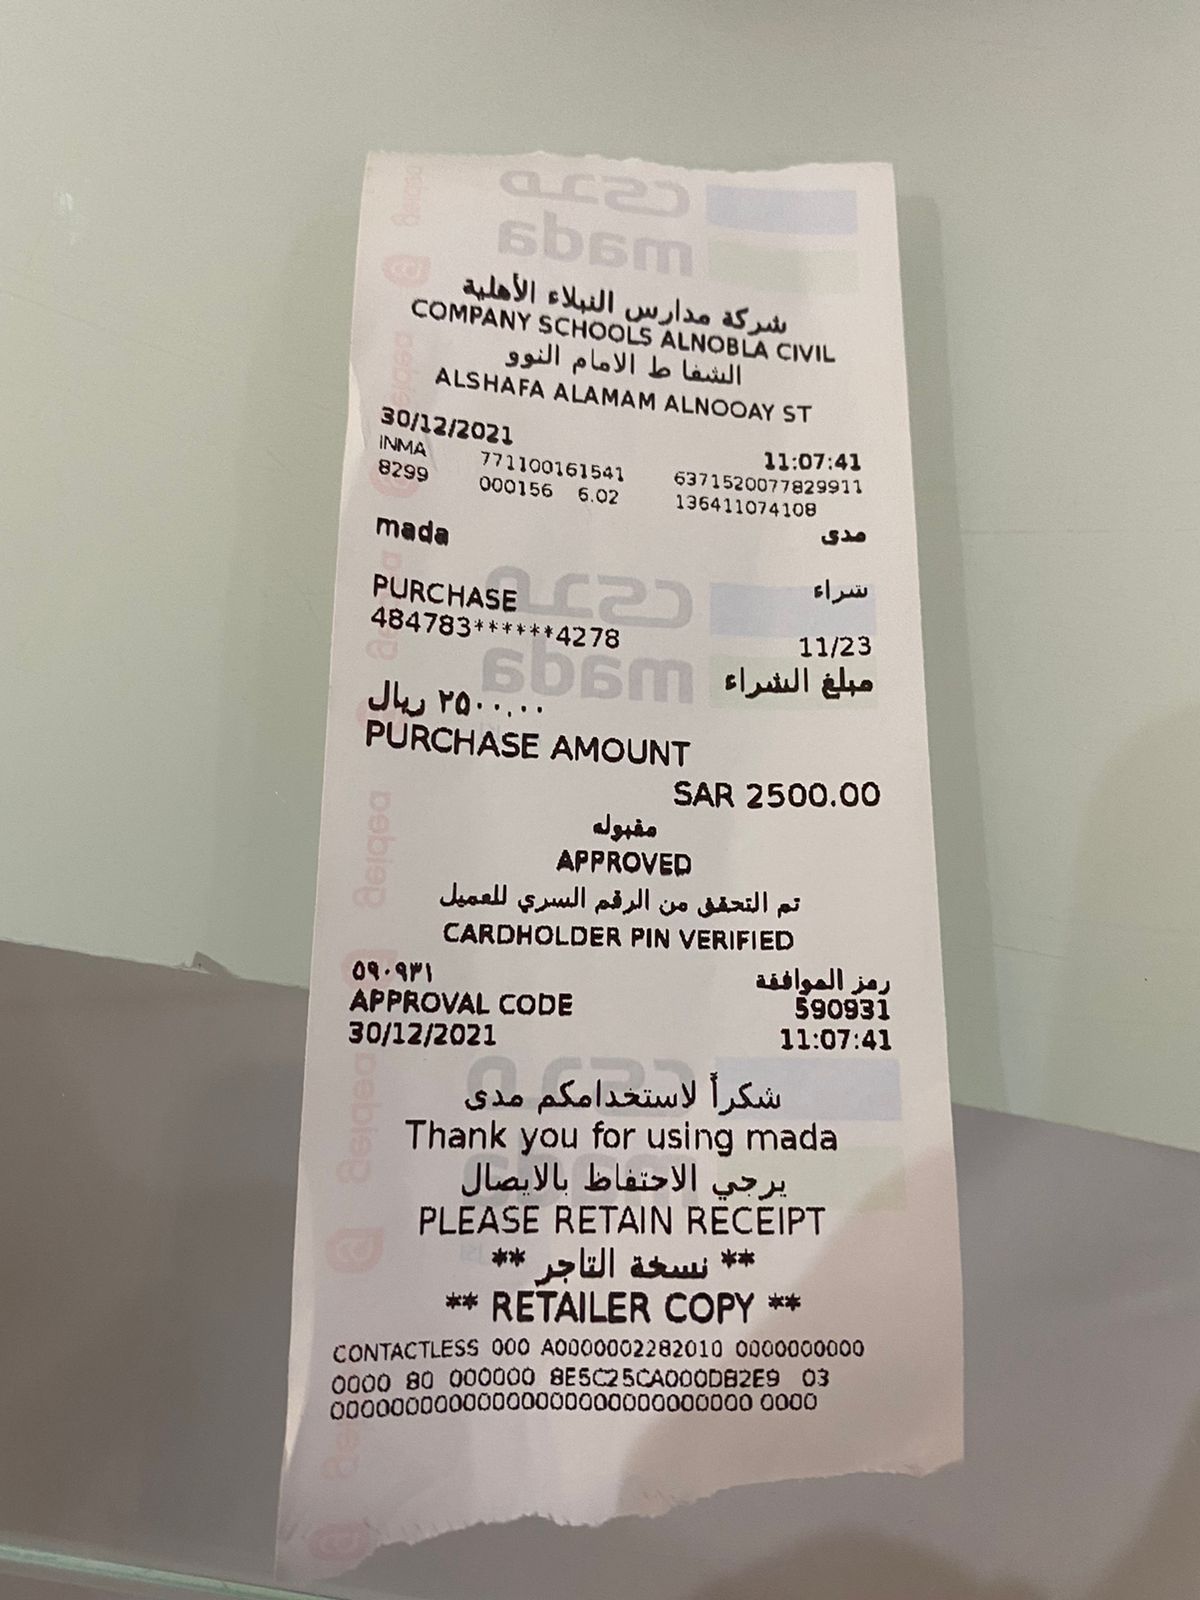 شركة مدارس النبلاء الأهلية
COMPANY SCHOOLS ALNOBLA CIVIL
الشفا ط الامام النوو
ALSHAFA ALAMAM ALNOOAY ST
30/12/2021 11:07:41
INMA 771100161541 6371520077829911
8299 000156 6.02 136411074108
mada مدى
PURCHASE شراء
484783******4278 11/23
مبلغ الشراء
٢٥٠٠.٠٠ ريال
PURCHASE AMOUNT
SAR 2500.00
مقبوله
APPROVED
تم التحقق من الرقم السري للعميل
CARDHOLDER PIN VERIFIED
رمز الموافقة ٥٩٠٩٣١
APPROVAL CODE 590931
30/12/2021 11:07:41
شكراً لاستخدامكم مدى
Thank you for using mada
يرجي الاحتفاظ بالايصال
PLEASE RETAIN RECEIPT
** نسخة التاجر **
** RETAILER COPY **
CONTACTLESS 000 A0000002282010 0000000000
0000 80 000000 8E5C25CA000DB2E9 03